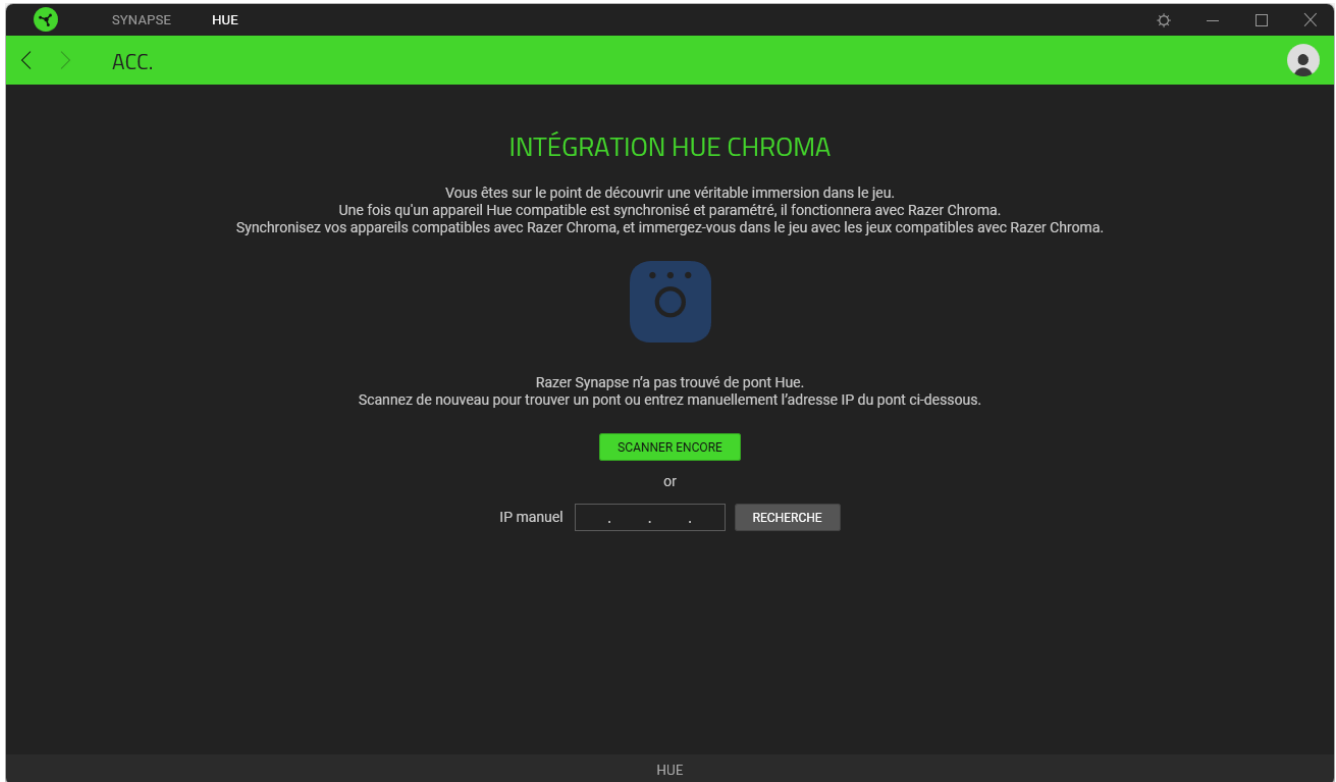 SYNAPSE HUE
ACC.
INTÉGRATION HUE CHROMA
Vous êtes sur le point de découvrir une véritable immersion dans le jeu.
Une fois qu'un appareil Hue compatible est synchronisé et paramétré, il fonctionnera avec Razer Chroma.
Synchronisez vos appareils compatibles avec Razer Chroma, et immergez-vous dans le jeu avec les jeux compatibles avec Razer Chroma.
Razer Synapse n’a pas trouvé de pont Hue.
Scannez de nouveau pour trouver un pont ou entrez manuellement l’adresse IP du pont ci-dessous.
SCANNER ENCORE
or
IP manuel . . . RECHERCHE
HUE